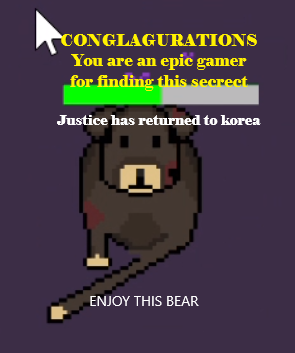 CONGLAGURATIONS
You are an epic gamer
for finding this secrect
Justice has returned to korea
ENJOY THIS BEAR